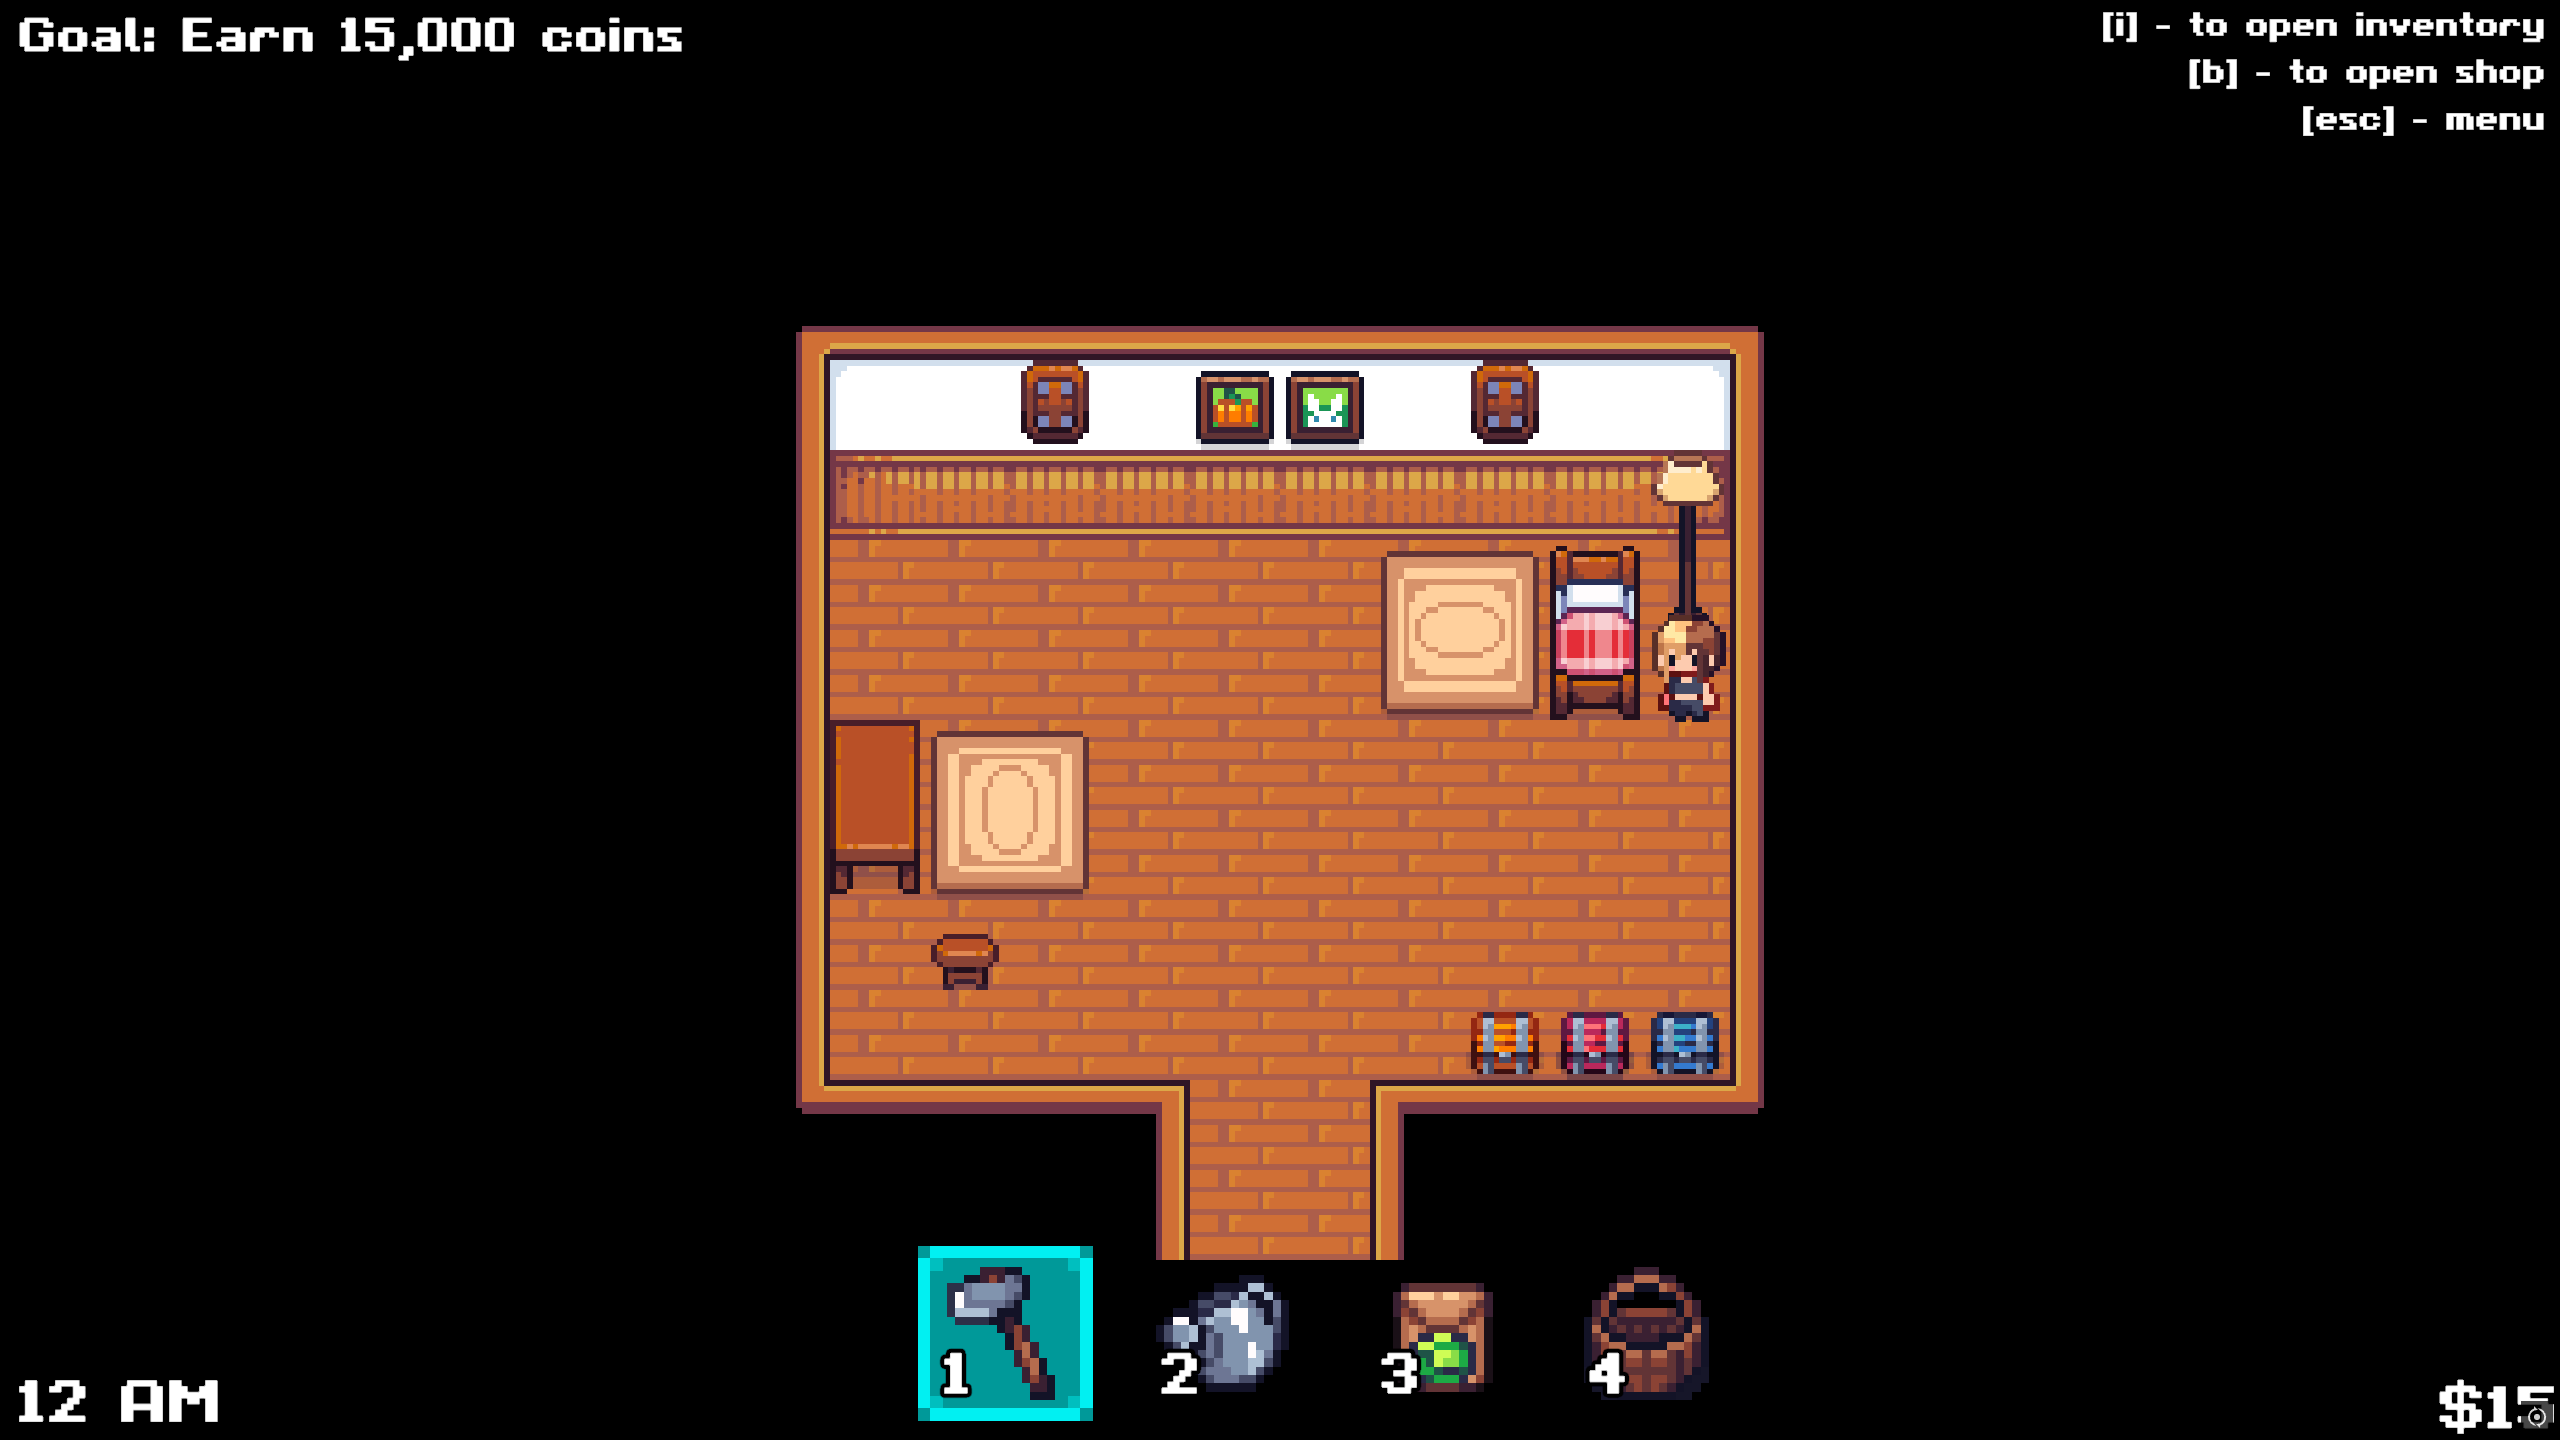 Goal: Earn 15,000 coins
[i] - to open inventory
[b] - to open shop
[esc] - menu
1
2
3
4
12 AM
$15